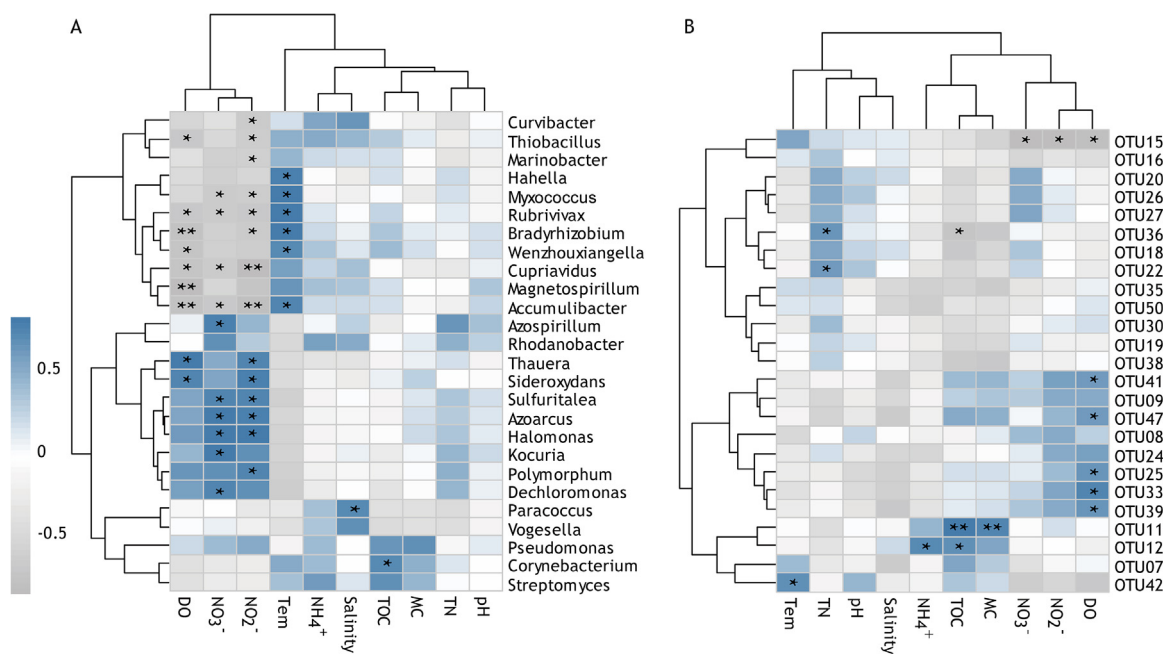 A
B
*
Curvibacter
* *
Thiobacillus
*
Marinobacter
*
Hahella
* * *
Myxococcus
* * * *
Rubrivivax
** * *
Bradyrhizobium
* *
Wenzhouxiangella
* * **
Cupriavidus
**
Magnetospirillum
** * ** *
Accumulibacter
*
Azospirillum
Rhodanobacter
* *
Thauera
* *
Sideroxydans
* *
Sulfuritalea
* *
Azoarcus
* *
Halomonas
*
Kocuria
*
Polymorphum
*
Dechloromonas
*
Paracoccus
Vogesella
Pseudomonas
*
Corynebacterium
Streptomyces
0.5
0
-0.5
DO
NO₃⁻
NO₂⁻
Tem
NH₄⁺
Salinity
TOC
MC
TN
pH
* * *
OTU15
OTU16
OTU20
OTU26
OTU27
* *
OTU36
OTU18
*
OTU22
OTU35
OTU50
OTU30
OTU19
OTU38
*
OTU41
OTU09
*
OTU47
OTU08
OTU24
*
OTU25
*
OTU33
*
OTU39
** **
OTU11
* *
OTU12
OTU07
*
OTU42
Tem
TN
pH
Salinity
NH₄⁺
TOC
MC
NO₃⁻
NO₂⁻
DO